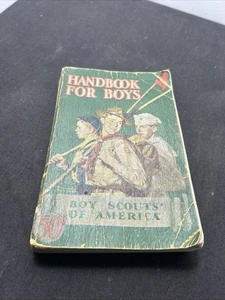 HANDBOOK
FOR BOYS
BOY SCOUTS
OF AMERICA